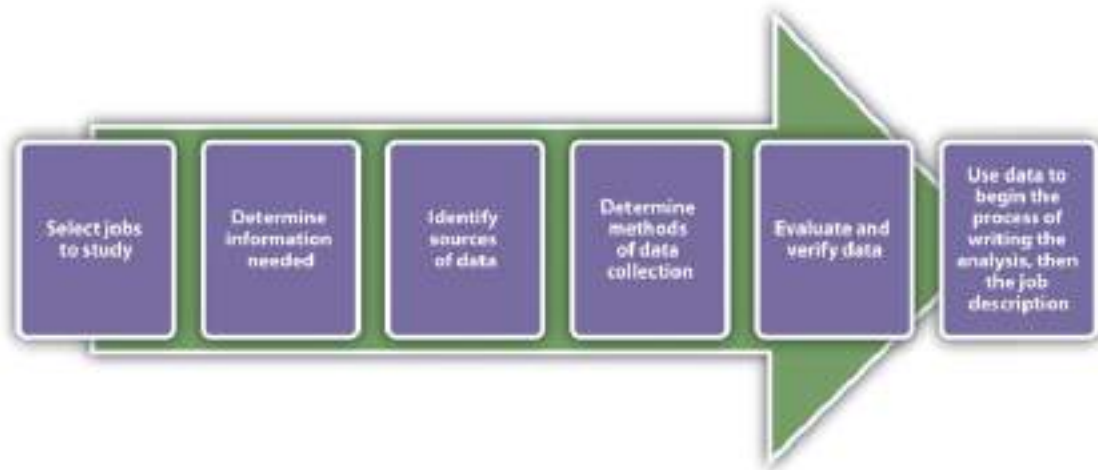 Select jobs
to study
Determine
information
needed
Identify
sources
of data
Determine
methods
of data
collection
Evaluate and
verify data
Use data to
begin the
process of
writing the
analysis, then
the job
description